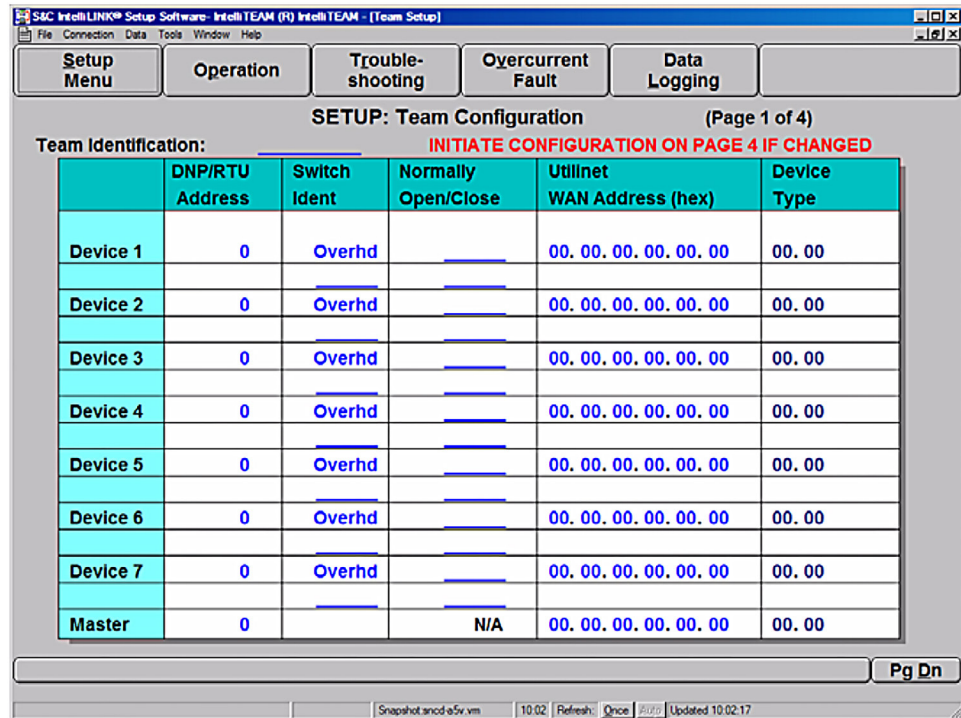 S&C IntelliLINK® Setup Software- IntelliTEAM (R) IntelliTEAM - [Team Setup]
File Connection Data Tools Window Help
Setup Menu Operation Trouble-shooting Overcurrent Fault Data Logging
SETUP: Team Configuration (Page 1 of 4)
Team Identification: INITIATE CONFIGURATION ON PAGE 4 IF CHANGED
DNP/RTU Address Switch Ident Normally Open/Close Utilinet WAN Address (hex) Device Type
Device 1 0 Overhd 00. 00. 00. 00. 00. 00 00. 00
Device 2 0 Overhd 00. 00. 00. 00. 00. 00 00. 00
Device 3 0 Overhd 00. 00. 00. 00. 00. 00 00. 00
Device 4 0 Overhd 00. 00. 00. 00. 00. 00 00. 00
Device 5 0 Overhd 00. 00. 00. 00. 00. 00 00. 00
Device 6 0 Overhd 00. 00. 00. 00. 00. 00 00. 00
Device 7 0 Overhd 00. 00. 00. 00. 00. 00 00. 00
Master 0 N/A 00. 00. 00. 00. 00. 00 00. 00
Pg Dn
Snapshot:sncd-a5v.vm 10:02 Refresh: Once Auto Updated 10:02:17